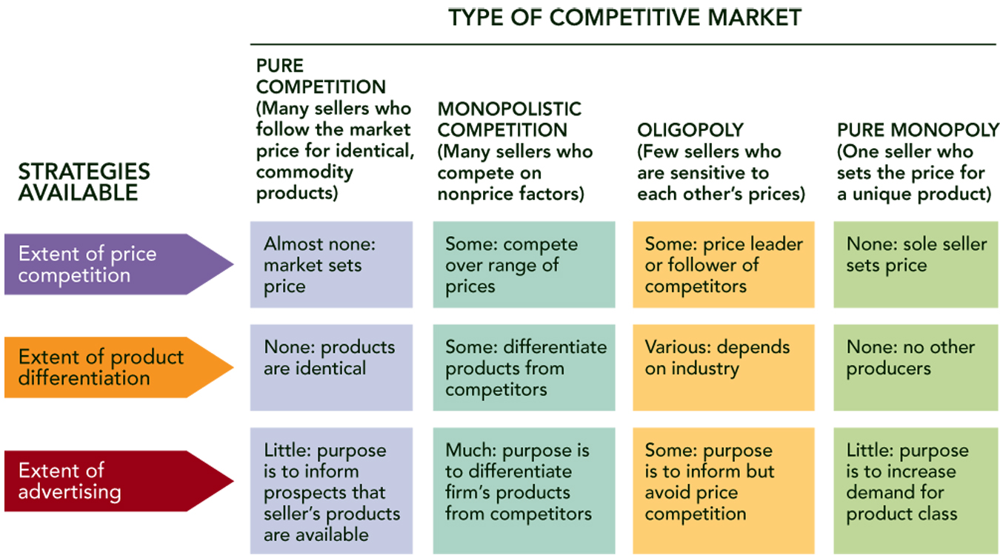 TYPE OF COMPETITIVE MARKET
STRATEGIES
AVAILABLE
PURE
COMPETITION
(Many sellers who
follow the market
price for identical,
commodity
products)
MONOPOLISTIC
COMPETITION
(Many sellers who
compete on
nonprice factors)
OLIGOPOLY
(Few sellers who
are sensitive to
each other's prices)
PURE MONOPOLY
(One seller who
sets the price for
a unique product)
Extent of price
competition
Almost none:
market sets
price
Some: compete
over range of
prices
Some: price leader
or follower of
competitors
None: sole seller
sets price
Extent of product
differentiation
None: products
are identical
Some: differentiate
products from
competitors
Various: depends
on industry
None: no other
producers
Extent of
advertising
Little: purpose
is to inform
prospects that
seller's products
are available
Much: purpose is
to differentiate
firm's products
from competitors
Some: purpose
is to inform but
avoid price
competition
Little: purpose
is to increase
demand for
product class